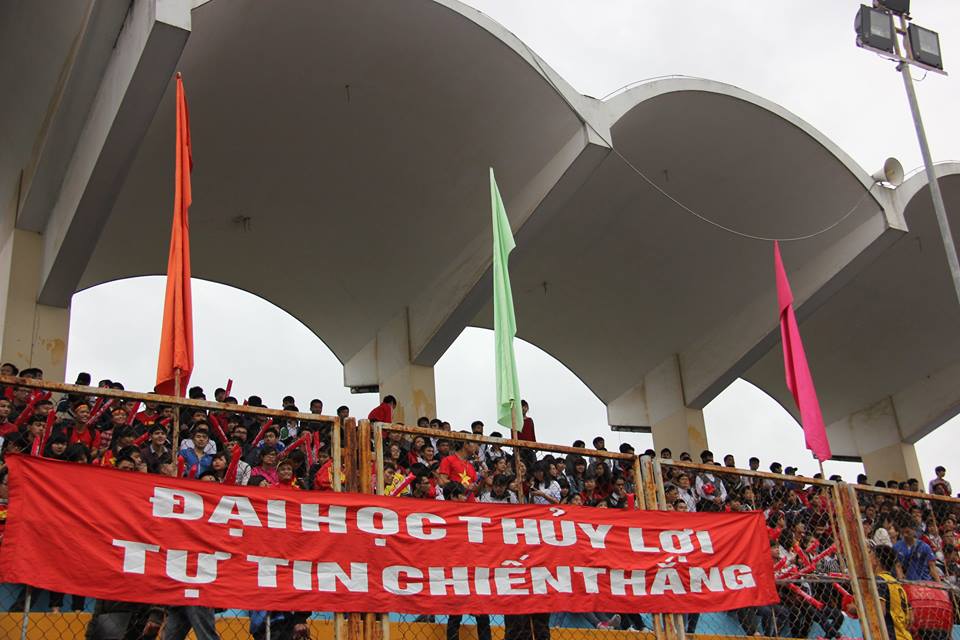 ĐẠI HỌC THỦY LỢI
TỰ TIN CHIẾN THẮNG